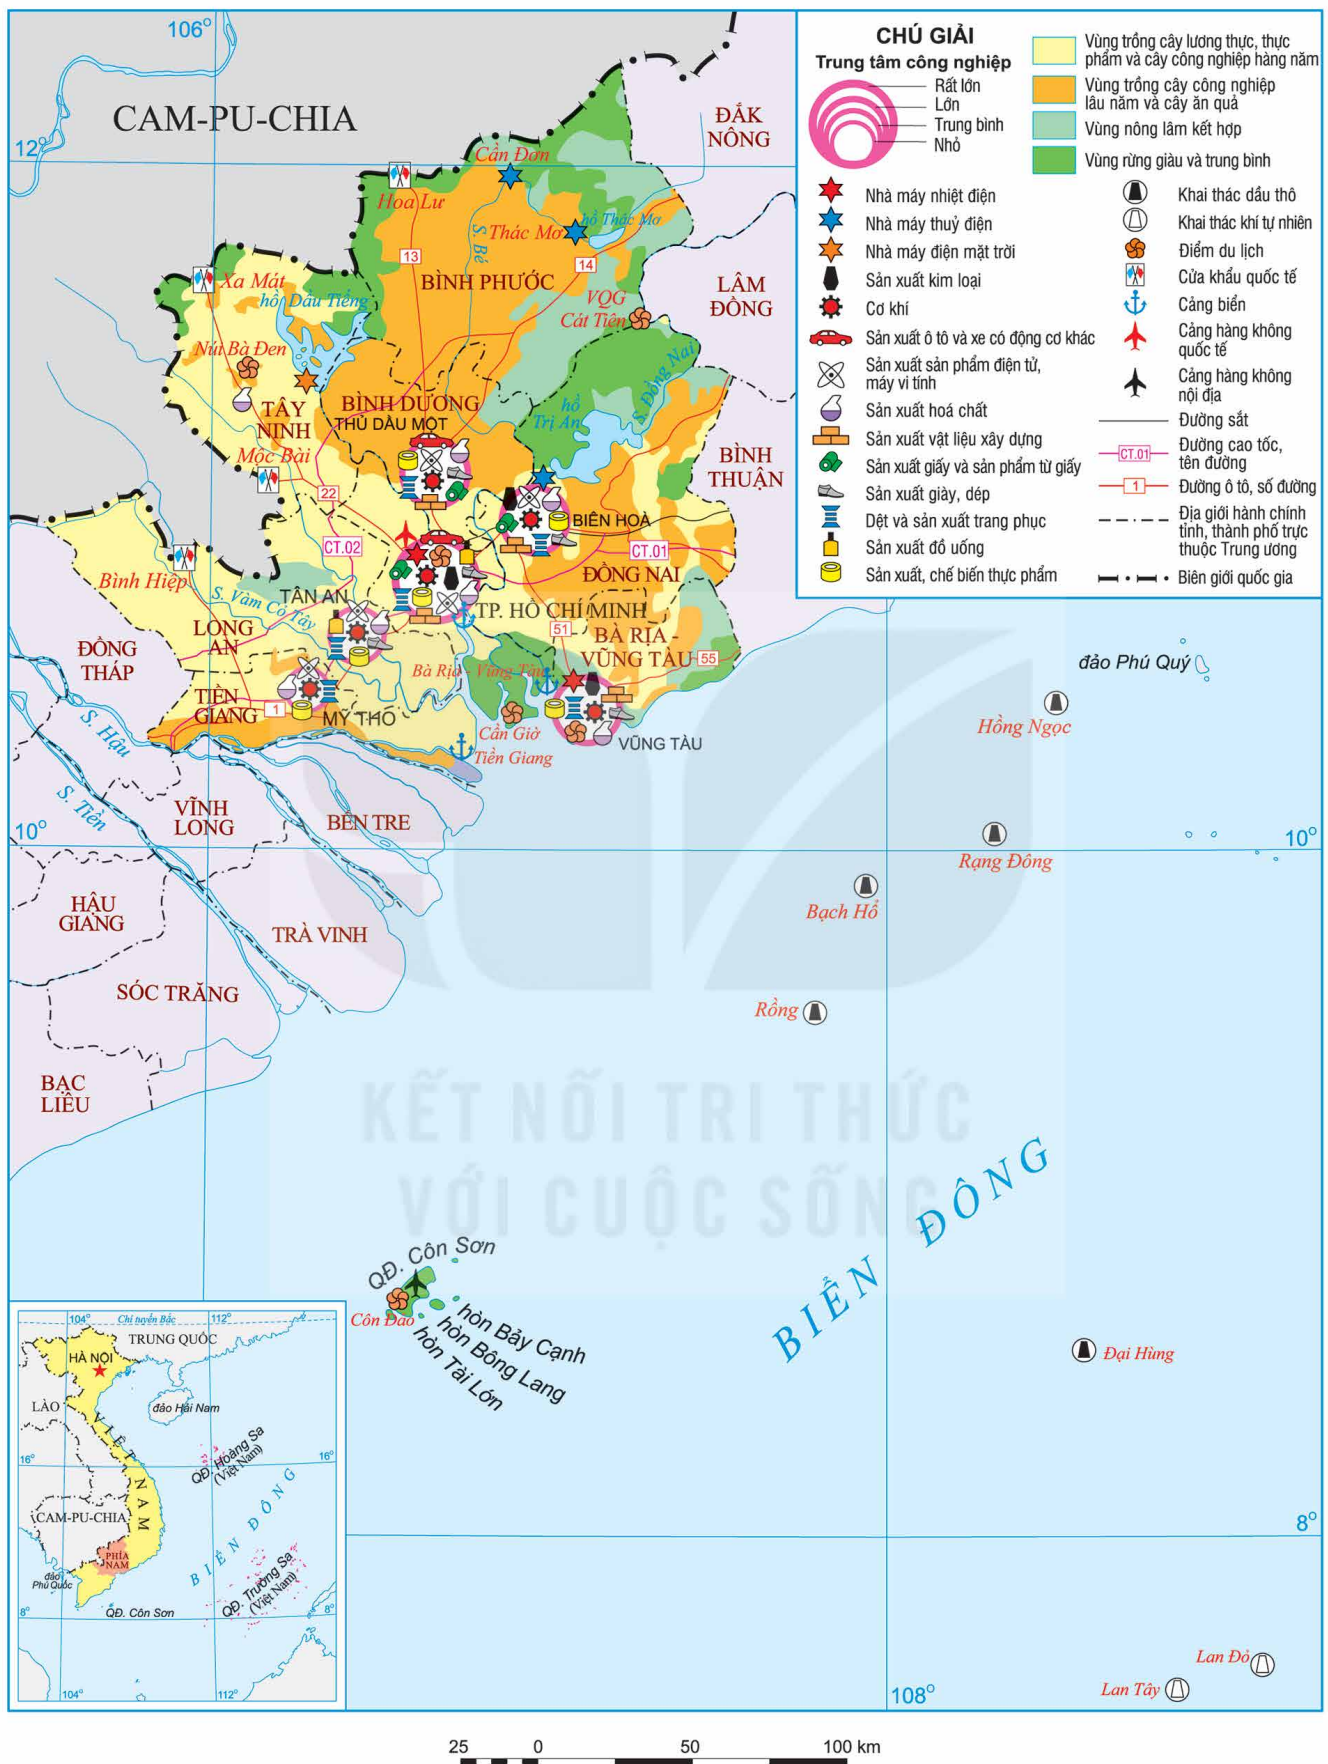 106°
12°
CAM-PU-CHIA
ĐẮK
NÔNG
LÂM
ĐỒNG
BÌNH
THUẬN
Cần Đơn
Hoa Lư
Thác Mơ
hồ Thác Mơ
S. Bé
13
14
BÌNH PHƯỚC
Xa Mát
hồ Dầu Tiếng
VQG
Cát Tiên
Núi Bà Đen
TÂY
NINH
BÌNH DƯƠNG
THỦ DẦU MỘT
hồ
Trị An
S. Đồng Nai
Mộc Bài
22
CT.02
BIÊN HOÀ
CT.01
ĐỒNG NAI
Bình Hiệp
S. Vàm Cỏ Tây
TÂN AN
TP. HỒ CHÍ MINH
LONG
AN
51
BÀ RỊA -
VŨNG TÀU
55
ĐỒNG
THÁP
Bà Rịa - Vũng Tàu
TIỀN
GIANG
1
MỸ THO
Cần Giờ
Tiền Giang
VŨNG TÀU
S. Hậu
S. Tiền
VĨNH
LONG
BẾN TRE
10°
10°
HẬU
GIANG
TRÀ VINH
SÓC TRĂNG
BẠC
LIÊU
đảo Phú Quý
Hồng Ngọc
Rạng Đông
Bạch Hổ
Rồng
KẾT NỐI TRI THỨC
VỚI CUỘC SỐNG
BIỂN ĐÔNG
QĐ. Côn Sơn
Côn Đảo
hòn Bảy Cạnh
hòn Bông Lang
hòn Tài Lớn
Đại Hùng
8°
Lan Đỏ
Lan Tây
108°
CHÚ GIẢI
Trung tâm công nghiệp
Rất lớn
Lớn
Trung bình
Nhỏ
Nhà máy nhiệt điện
Nhà máy thuỷ điện
Nhà máy điện mặt trời
Sản xuất kim loại
Cơ khí
Sản xuất ô tô và xe có động cơ khác
Sản xuất sản phẩm điện tử,
máy vi tính
Sản xuất hoá chất
Sản xuất vật liệu xây dựng
Sản xuất giấy và sản phẩm từ giấy
Sản xuất giày, dép
Dệt và sản xuất trang phục
Sản xuất đồ uống
Sản xuất, chế biến thực phẩm
Vùng trồng cây lương thực, thực
phẩm và cây công nghiệp hàng năm
Vùng trồng cây công nghiệp
lâu năm và cây ăn quả
Vùng nông lâm kết hợp
Vùng rừng giàu và trung bình
Khai thác dầu thô
Khai thác khí tự nhiên
Điểm du lịch
Cửa khẩu quốc tế
Cảng biển
Cảng hàng không
quốc tế
Cảng hàng không
nội địa
Đường sắt
CT.01
Đường cao tốc,
tên đường
1
Đường ô tô, số đường
Địa giới hành chính
tỉnh, thành phố trực
thuộc Trung ương
Biên giới quốc gia
104°
Chí tuyến Bắc
112°
TRUNG QUỐC
HÀ NỘI
LÀO
đảo Hải Nam
VIỆT NAM
16°
16°
QĐ. Hoàng Sa
(Việt Nam)
BIỂN ĐÔNG
CAM-PU-CHIA
PHÍA
NAM
đảo
Phú Quốc
QĐ. Trường Sa
(Việt Nam)
8°
QĐ. Côn Sơn
8°
104°
112°
25 0 50 100 km